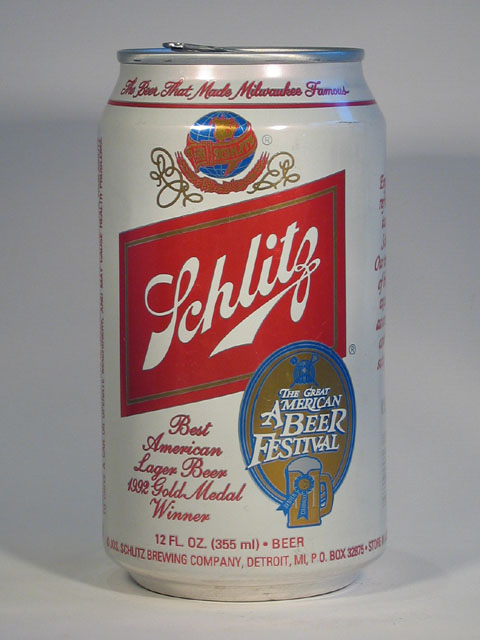 The Beer That Made Milwaukee Famous
®
Schlitz
®
THE GREAT
AMERICAN
BEER
FESTIVAL
Best
American
Lager Beer
1992 Gold Medal
Winner
12 FL. OZ. (355 ml) • BEER
JOS. SCHLITZ BREWING COMPANY, DETROIT, MI, P.O. BOX 32875 •